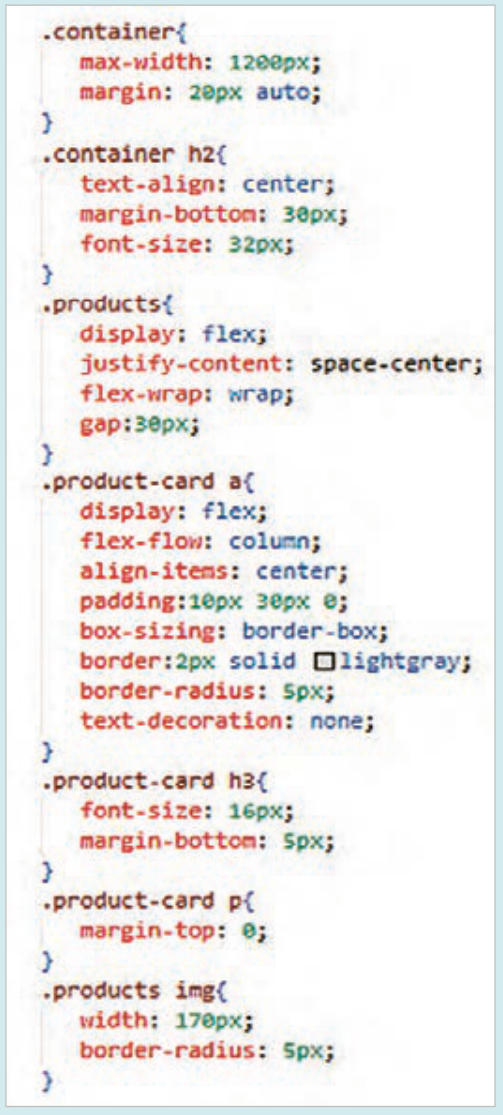 .container{
max-width: 1200px;
margin: 20px auto;
}
.container h2{
text-align: center;
margin-bottom: 30px;
font-size: 32px;
}
.products{
display: flex;
justify-content: space-center;
flex-wrap: wrap;
gap:30px;
}
.product-card a{
display: flex;
flex-flow: column;
align-items: center;
padding:10px 30px 0;
box-sizing: border-box;
border:2px solid lightgray;
border-radius: 5px;
text-decoration: none;
}
.product-card h3{
font-size: 16px;
margin-bottom: 5px;
}
.product-card p{
margin-top: 0;
}
.products img{
width: 170px;
border-radius: 5px;
}